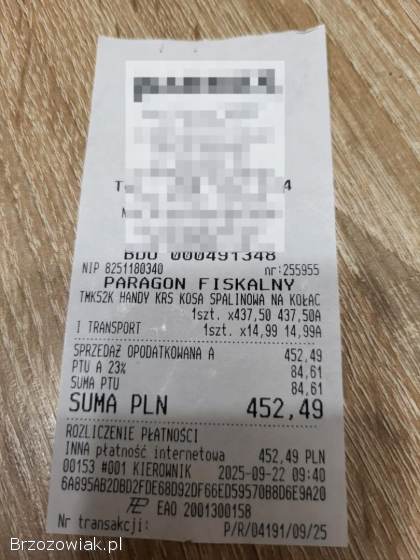 BDO 000491348
NIP 8251180340 nr:255955
PARAGON FISKALNY
TMK52K HANDY KRS KOSA SPALINOWA NA KOŁAC
1szt. x437,50 437,50A
I TRANSPORT 1szt. x14,99 14,99A
SPRZEDAŻ OPODATKOWANA A 452,49
PTU A 23% 84,61
SUMA PTU 84,61
SUMA PLN 452,49
ROZLICZENIE PŁATNOŚCI
INNA płatność internetowa 452,49 PLN
00153 #001 KIEROWNIK 2025-09-22 09:40
6A895AB2DBD2FDE68D92DF66ED59570B8D6E9A20
EAO 2001300158
Nr transakcji: P/R/04191/09/25
Brzozowiak.pl